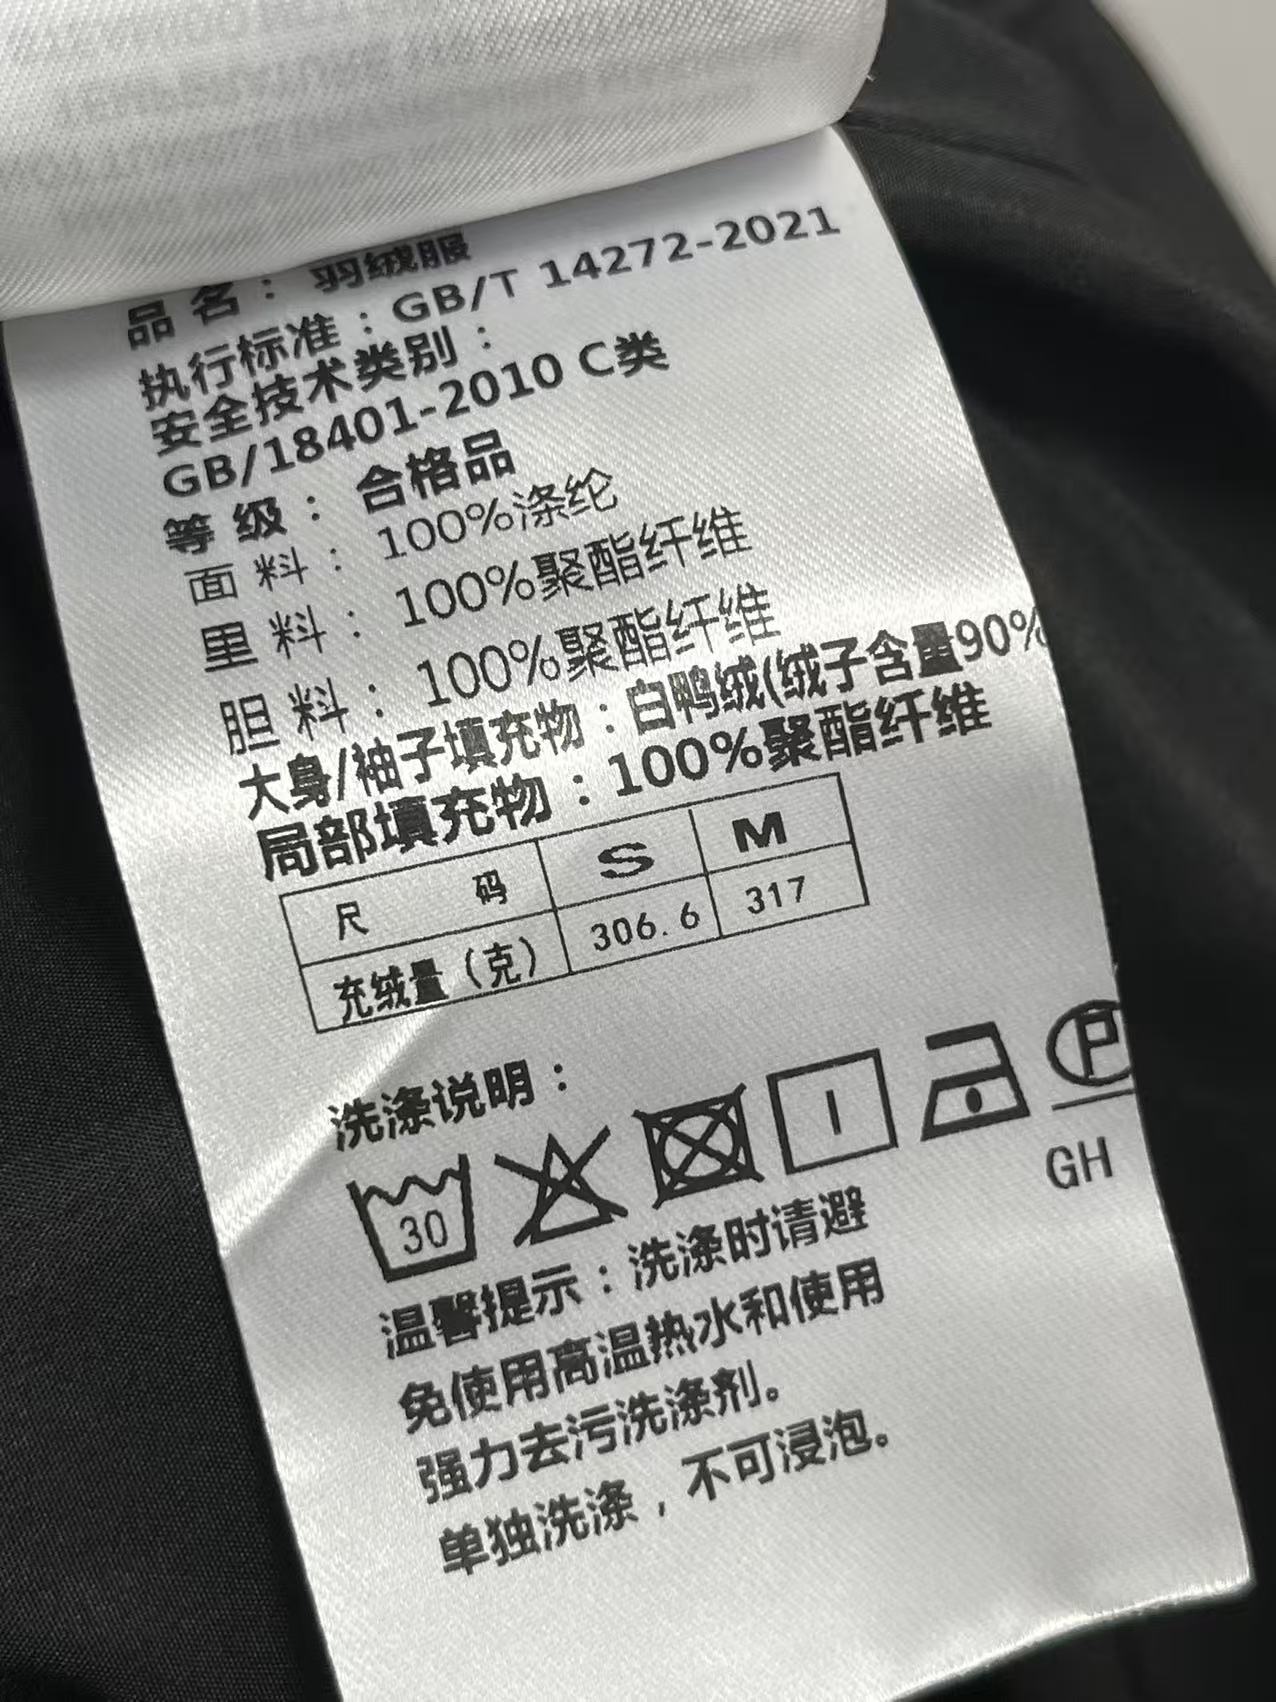 品 名： 羽绒服
执行标准：GB/T 14272-2021
安全技术类别：
GB/18401-2010 C类
等 级： 合格品
面 料： 100%涤纶
里 料： 100%聚酯纤维
胆 料： 100%聚酯纤维
大身/袖子填充物：白鸭绒(绒子含量90%
局部填充物：100%聚酯纤维
尺 码 S M
充绒量（克） 306.6 317
洗涤说明：
30 P
GH
温馨提示：洗涤时请避
免使用高温热水和使用
强力去污洗涤剂。
单独洗涤，不可浸泡。